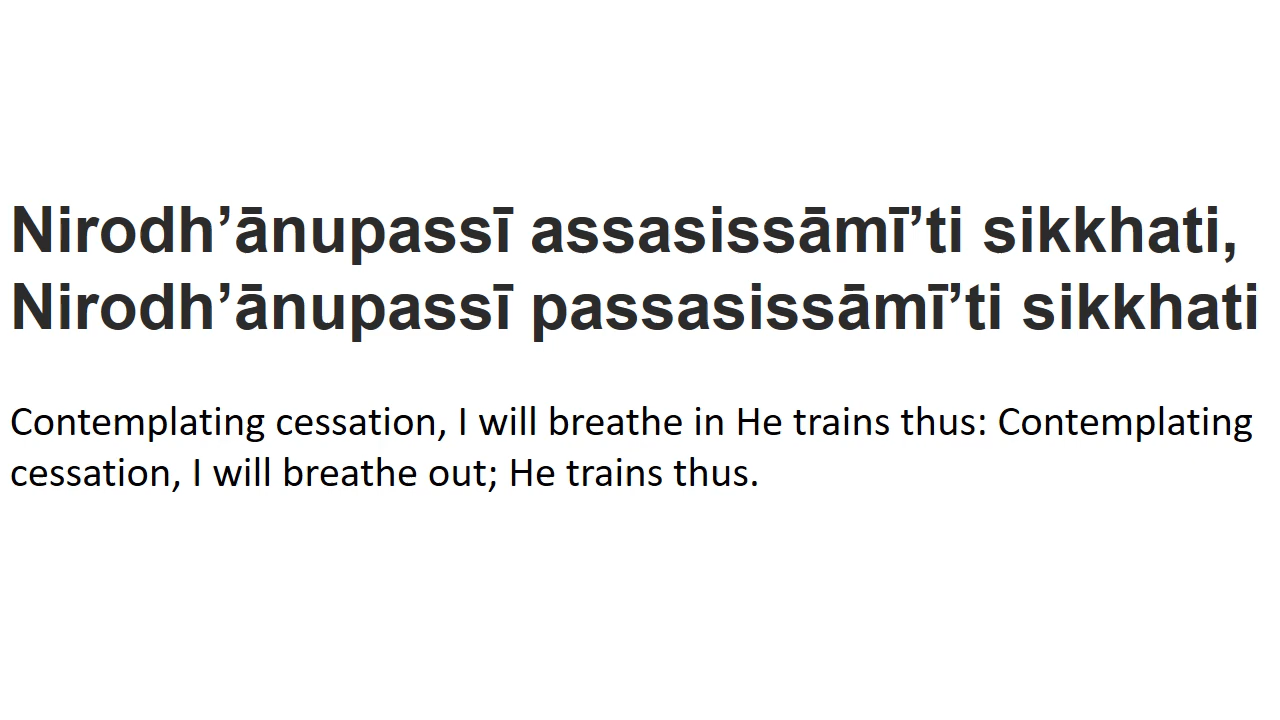 Nirodh’ānupassī assasissāmī’ti sikkhati,
Nirodh’ānupassī passasissāmī’ti sikkhati
Contemplating cessation, I will breathe in He trains thus: Contemplating
cessation, I will breathe out; He trains thus.